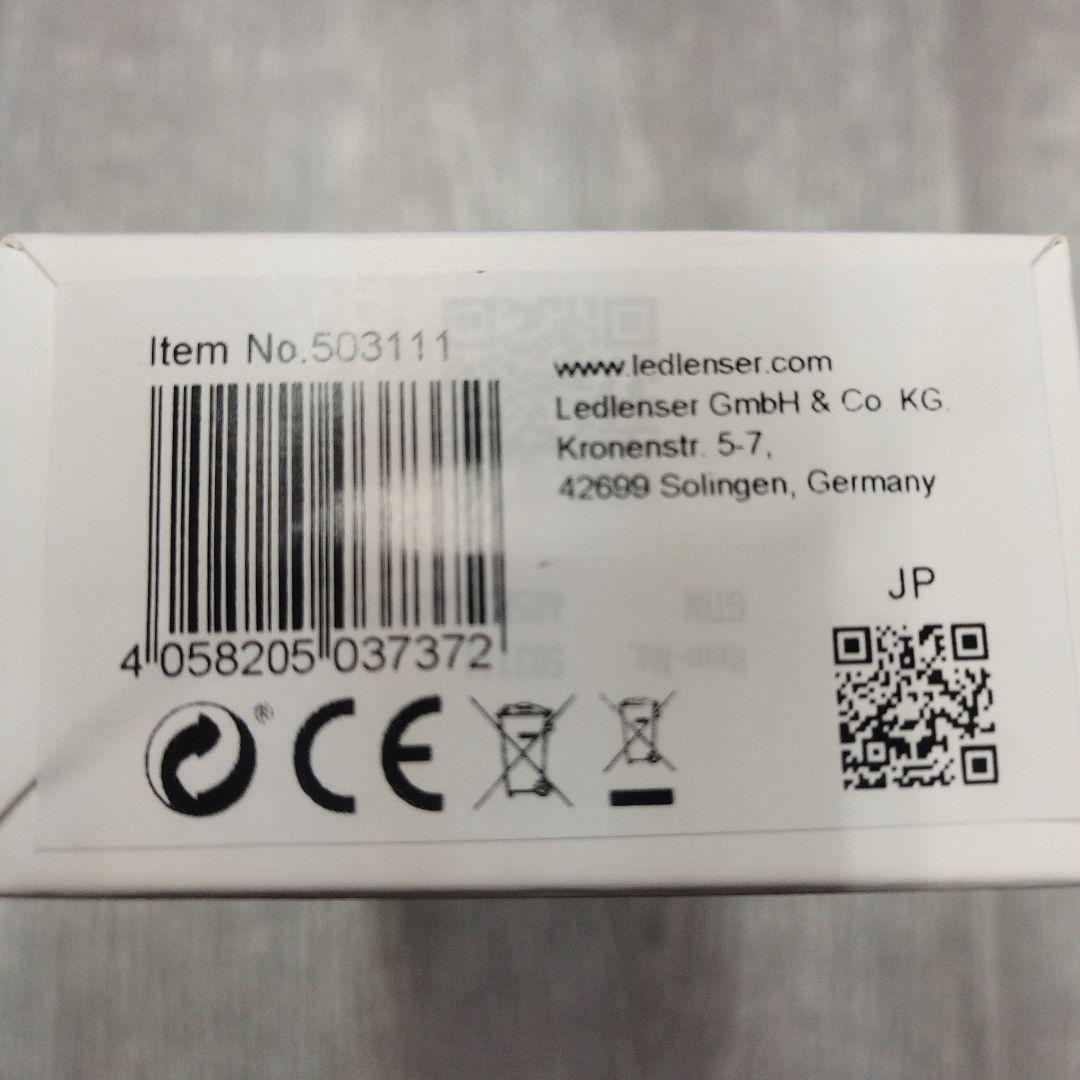 Item No.503111
4 058205 037372
www.ledlenser.com
Ledlenser GmbH & Co. KG.
Kronenstr. 5-7,
42699 Solingen, Germany
JP
®
CE